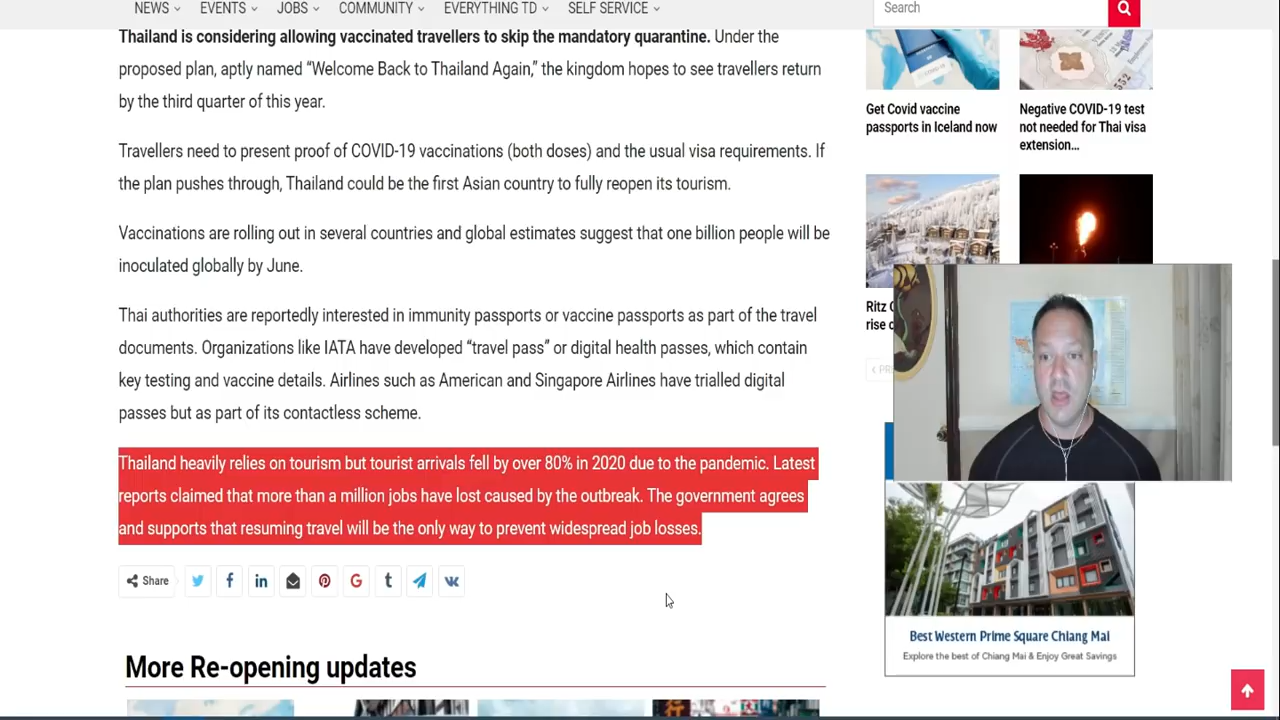 NEWS EVENTS JOBS COMMUNITY EVERYTHING TD SELF SERVICE
Search
Thailand is considering allowing vaccinated travellers to skip the mandatory quarantine. Under the
proposed plan, aptly named “Welcome Back to Thailand Again,” the kingdom hopes to see travellers return
by the third quarter of this year.
Travellers need to present proof of COVID-19 vaccinations (both doses) and the usual visa requirements. If
the plan pushes through, Thailand could be the first Asian country to fully reopen its tourism.
Vaccinations are rolling out in several countries and global estimates suggest that one billion people will be
inoculated globally by June.
Thai authorities are reportedly interested in immunity passports or vaccine passports as part of the travel
documents. Organizations like IATA have developed “travel pass” or digital health passes, which contain
key testing and vaccine details. Airlines such as American and Singapore Airlines have trialled digital
passes but as part of its contactless scheme.
Thailand heavily relies on tourism but tourist arrivals fell by over 80% in 2020 due to the pandemic. Latest
reports claimed that more than a million jobs have lost caused by the outbreak. The government agrees
and supports that resuming travel will be the only way to prevent widespread job losses.
Share
More Re-opening updates
Get Covid vaccine
passports in Iceland now
Negative COVID-19 test
not needed for Thai visa
extension...
Ritz
rise
Best Western Prime Square Chiang Mai
Explore the best of Chiang Mai & Enjoy Great Savings